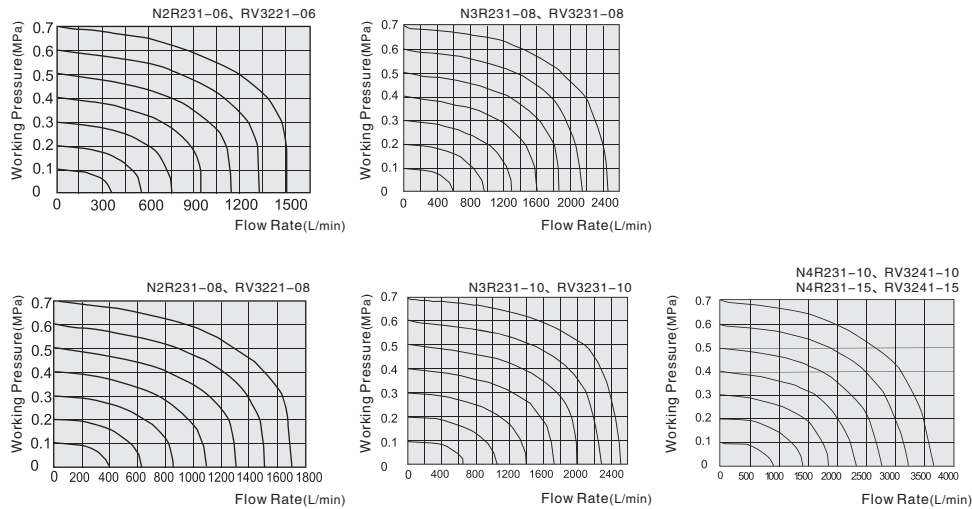 N2R231-06、RV3221-06
Working Pressure(MPa)
0.7
0.6
0.5
0.4
0.3
0.2
0.1
0
0 300 600 900 1200 1500
Flow Rate(L/min)
N3R231-08、RV3231-08
Working Pressure(MPa)
0.7
0.6
0.5
0.4
0.3
0.2
0.1
0
0 400 800 1200 1600 2000 2400
Flow Rate(L/min)
N2R231-08、RV3221-08
Working Pressure(MPa)
0.7
0.6
0.5
0.4
0.3
0.2
0.1
0
0 200 400 600 800 1000 1200 1400 1600 1800
Flow Rate(L/min)
N3R231-10、RV3231-10
Working Pressure(MPa)
0.7
0.6
0.5
0.4
0.3
0.2
0.1
0
0 400 800 1200 1600 2000 2400
Flow Rate(L/min)
N4R231-10、RV3241-10
N4R231-15、RV3241-15
Working Pressure(MPa)
0.7
0.6
0.5
0.4
0.3
0.2
0.1
0
0 500 1000 1500 2000 2500 3000 3500 4000
Flow Rate(L/min)